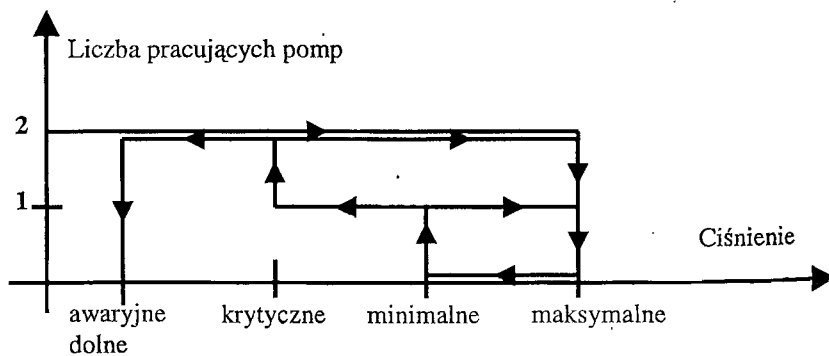 Liczba pracujących pomp
2
1
Ciśnienie
awaryjne dolne
krytyczne
minimalne
maksymalne